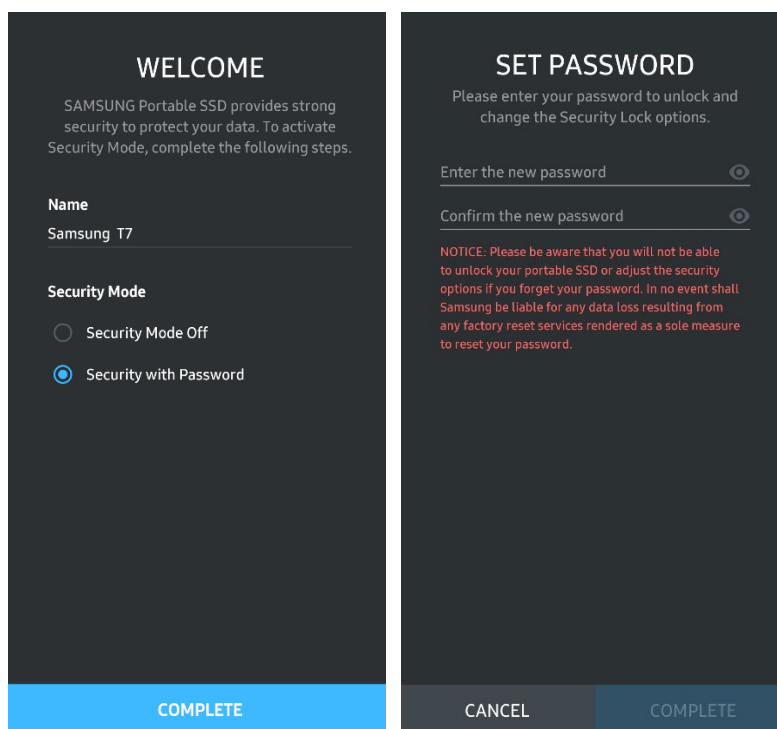 WELCOME
SAMSUNG Portable SSD provides strong
security to protect your data. To activate
Security Mode, complete the following steps.
Name
Samsung T7
Security Mode
Security Mode Off
Security with Password
COMPLETE
SET PASSWORD
Please enter your password to unlock and
change the Security Lock options.
Enter the new password
Confirm the new password
NOTICE: Please be aware that you will not be able
to unlock your portable SSD or adjust the security
options if you forget your password. In no event shall
Samsung be liable for any data loss resulting from
any factory reset services rendered as a sole measure
to reset your password.
CANCEL
COMPLETE